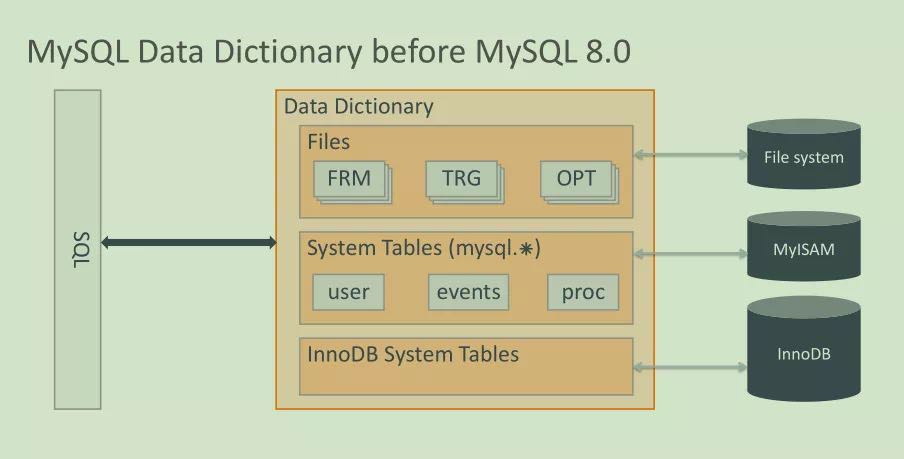 MySQL Data Dictionary before MySQL 8.0
SQL
Data Dictionary
Files
FRM
TRG
OPT
System Tables (mysql.*)
user
events
proc
InnoDB System Tables
File system
MyISAM
InnoDB